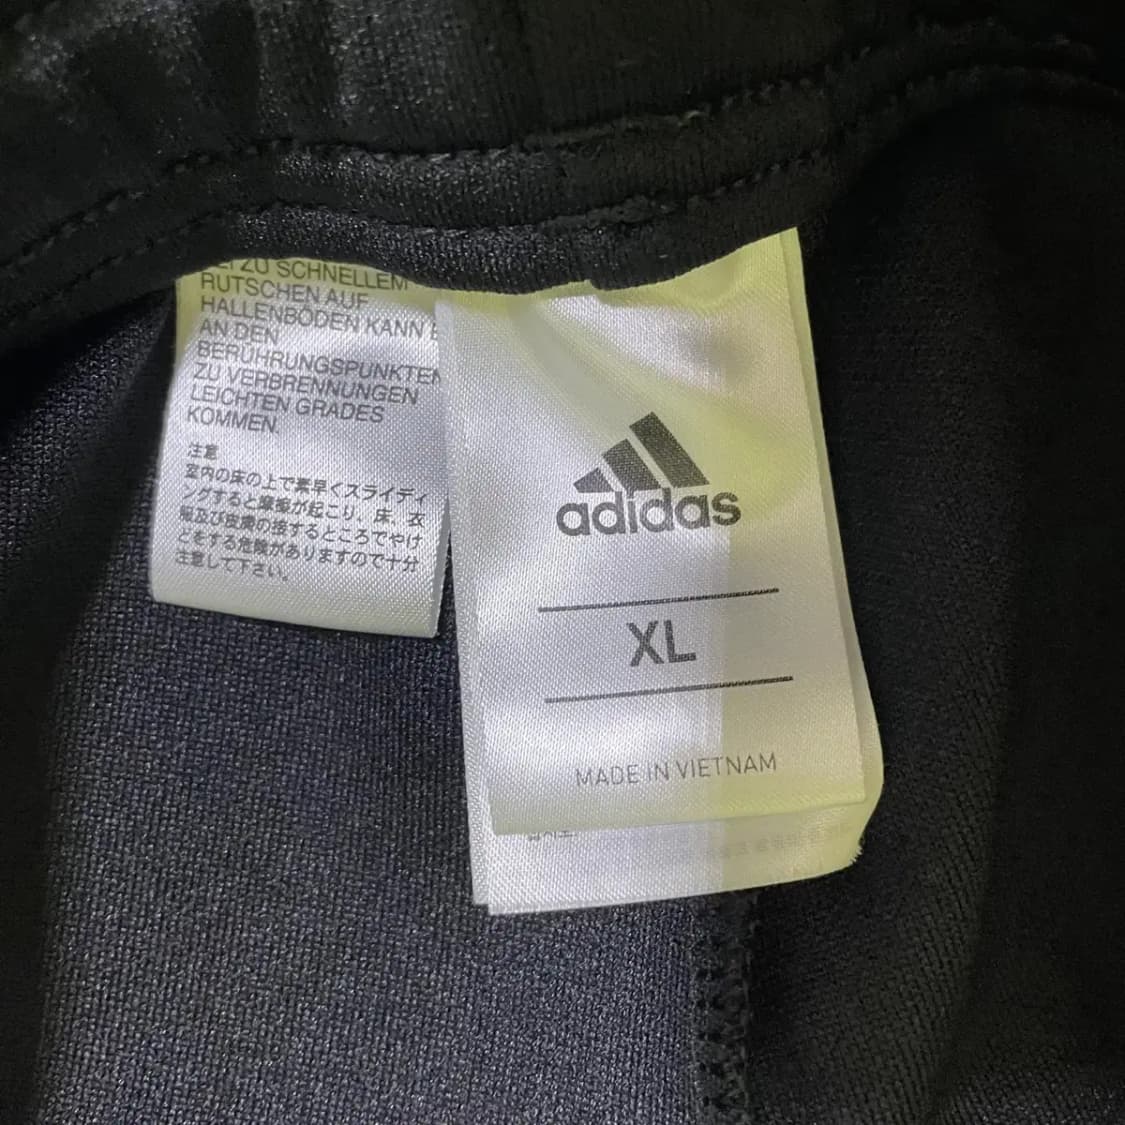 ZU SCHNELLEM
RUTSCHEN AUF
HALLENBÖDEN KANN
AN DEN
BERÜHRUNGSPUNKTEN
ZU VERBRENNUNGEN
LEICHTEN GRADES
KOMMEN.
注意
室内の床の上で素早くスライディ
ングすると摩擦が起こり、床、衣
服及び皮膚の接するところでやけ
どをする危険がありますので十分
注意して下さい。
adidas
XL
MADE IN VIETNAM